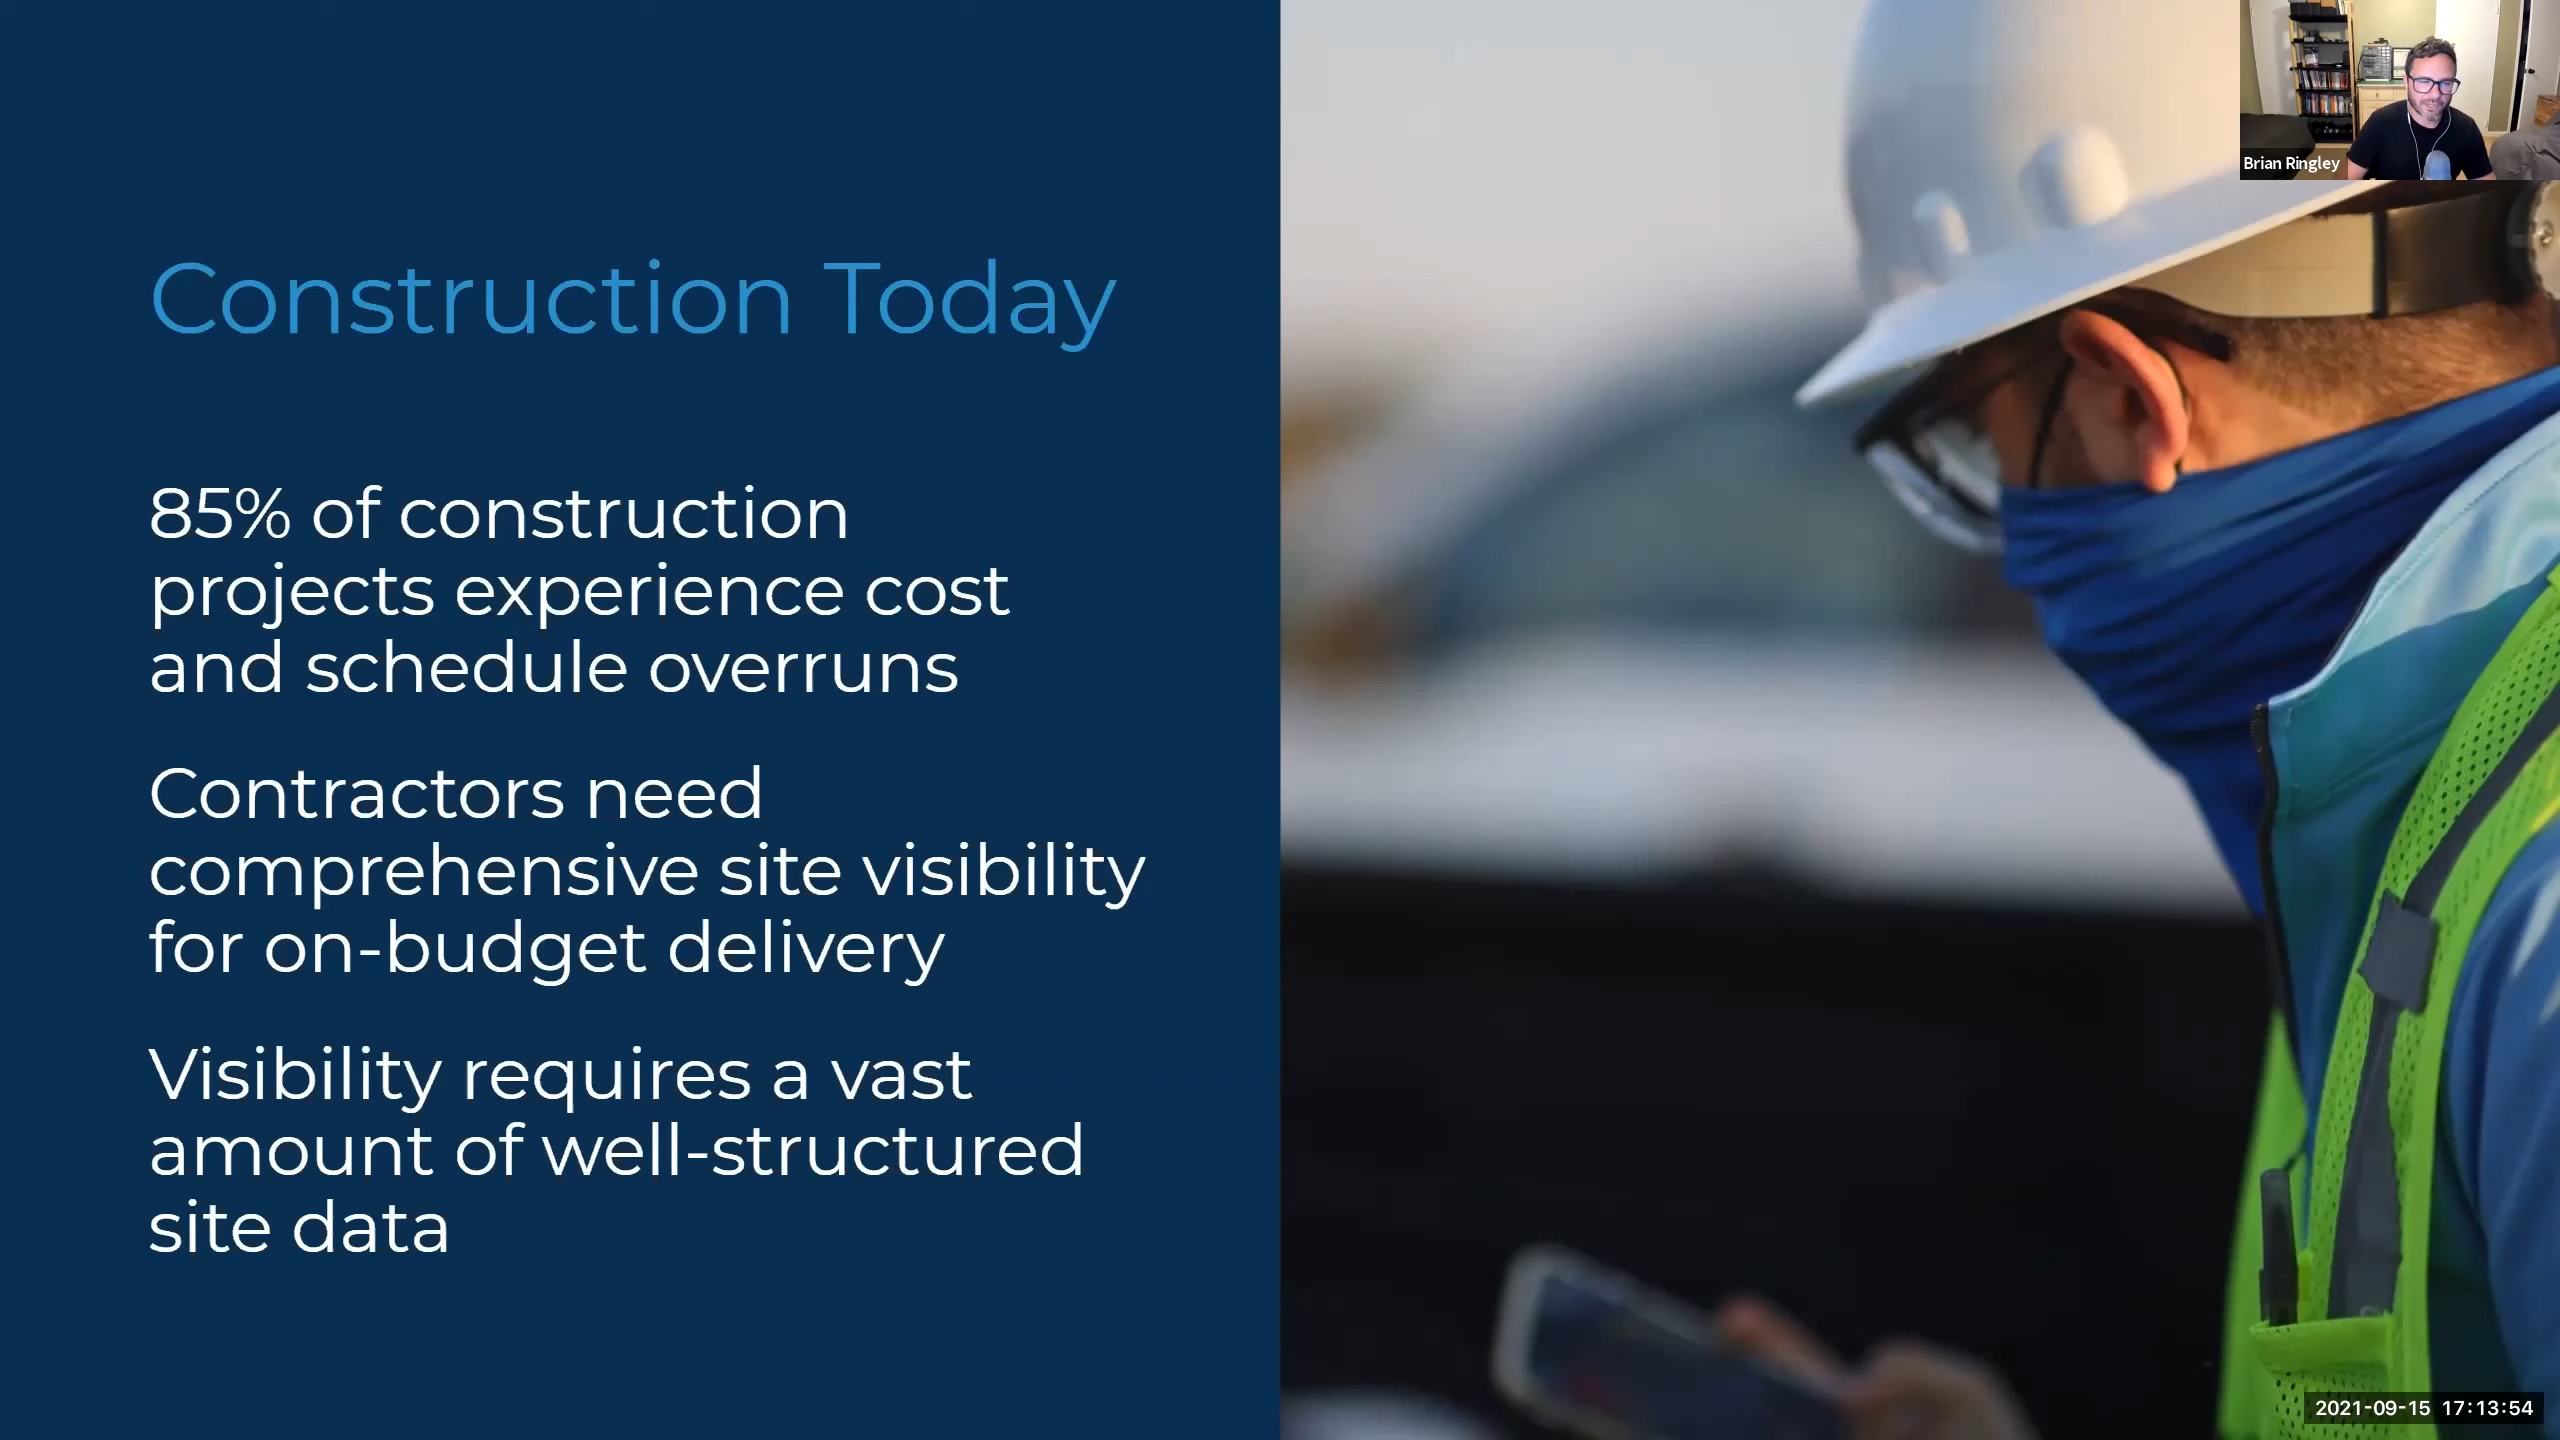 Construction Today
85% of construction
projects experience cost
and schedule overruns
Contractors need
comprehensive site visibility
for on-budget delivery
Visibility requires a vast
amount of well-structured
site data
Brian Ringley
2021-09-15 17:13:54